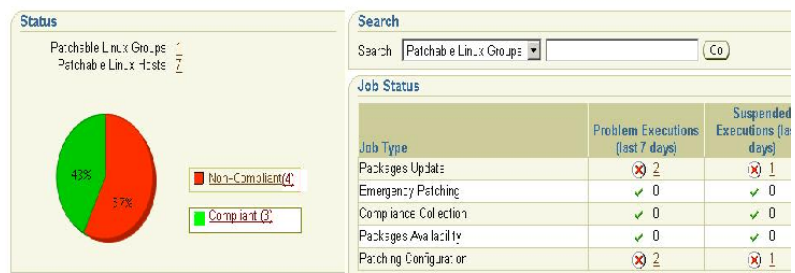 Status
Patchable Linux Groups 1
Patchable Linux Hosts 7
43%
57%
Non-Compliant(4)
Compliant (3)
Search
Search Patchable Linux Groups Go
Job Status
Job Type Problem Executions (last 7 days) Suspended Executions (las days)
Packages Update 2 1
Emergency Patching 0 0
Compliance Collection 0 0
Packages Availability 0 0
Patching Configuration 2 1